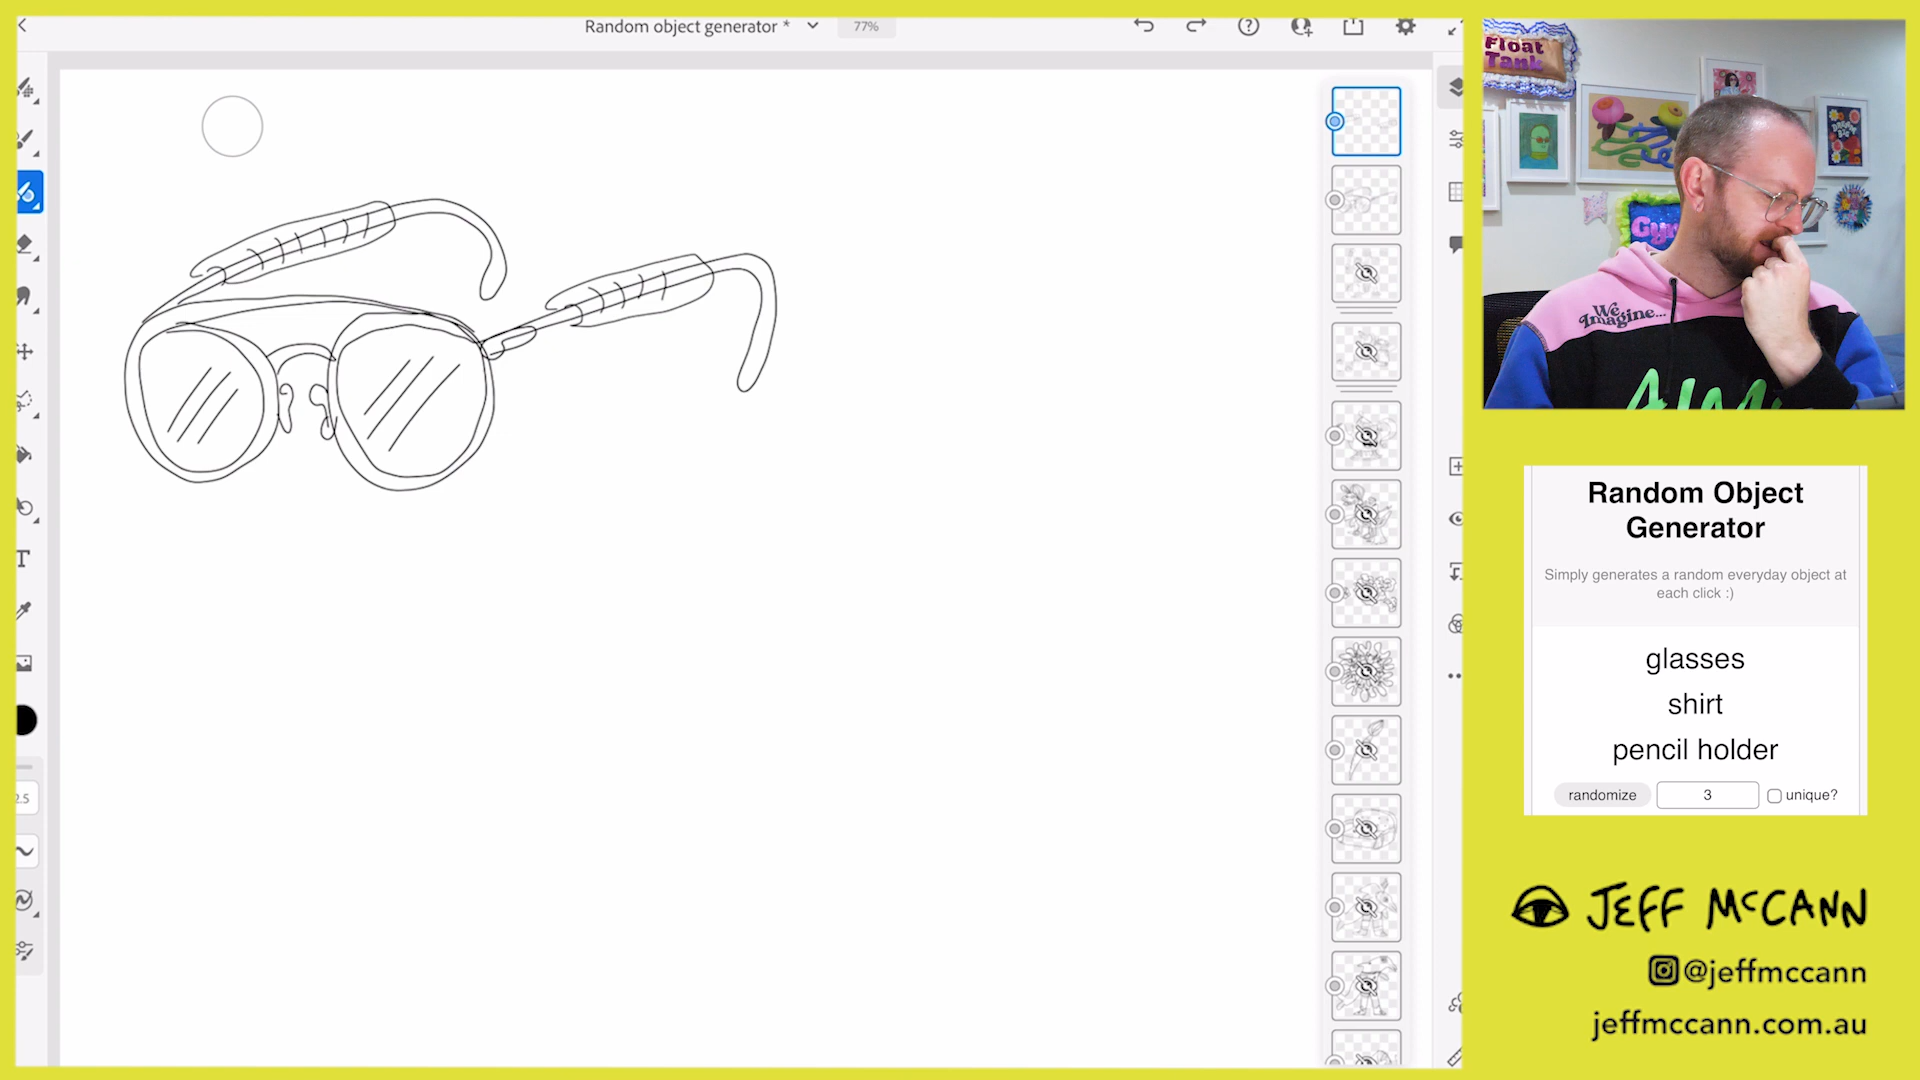 Random object generator *
77%
Float
Tank
We
Imagine...
Random Object
Generator
Simply generates a random everyday object at
each click :)
glasses
shirt
pencil holder
randomize
3
unique?
JEFF MCCANN
@jeffmccann
jeffmccann.com.au